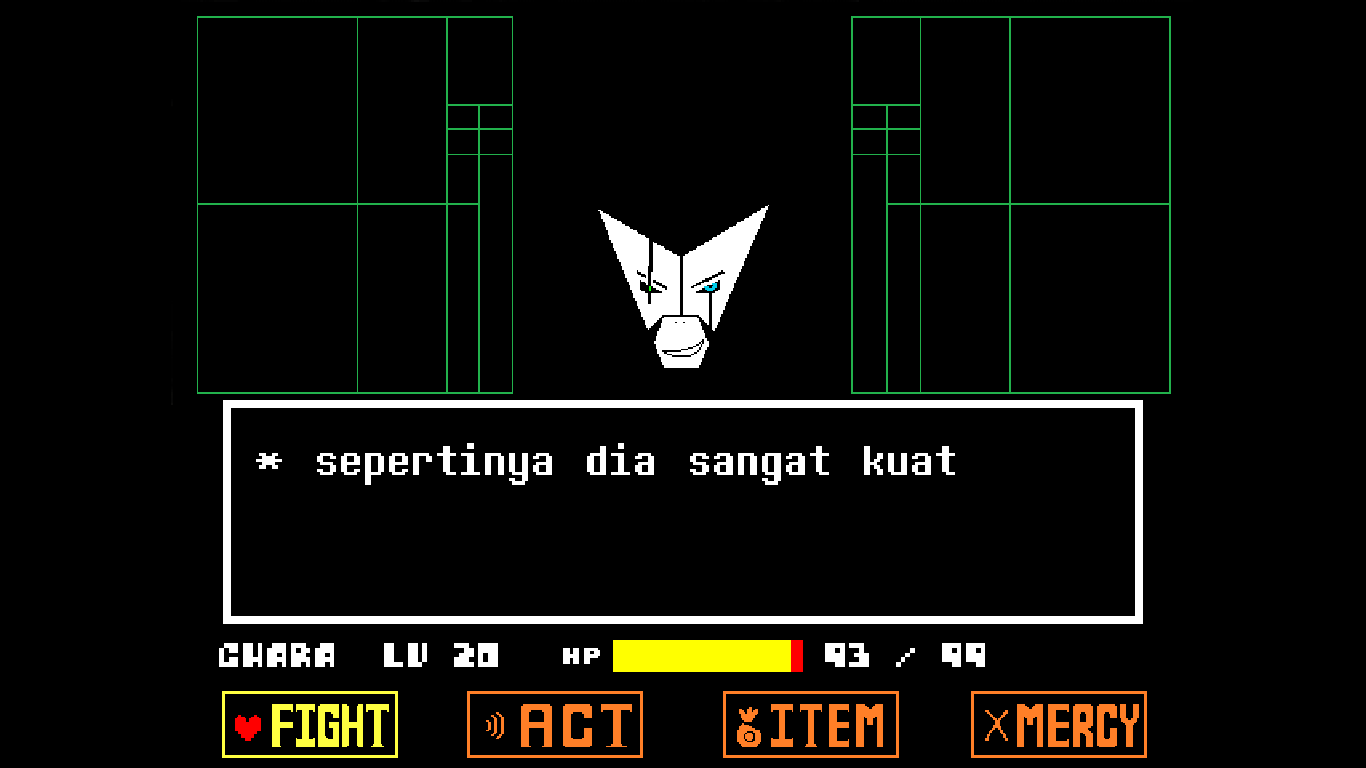 * sepertinya dia sangat kuat
CHARA LV 20 HP 93 / 99
FIGHT ACT ITEM MERCY